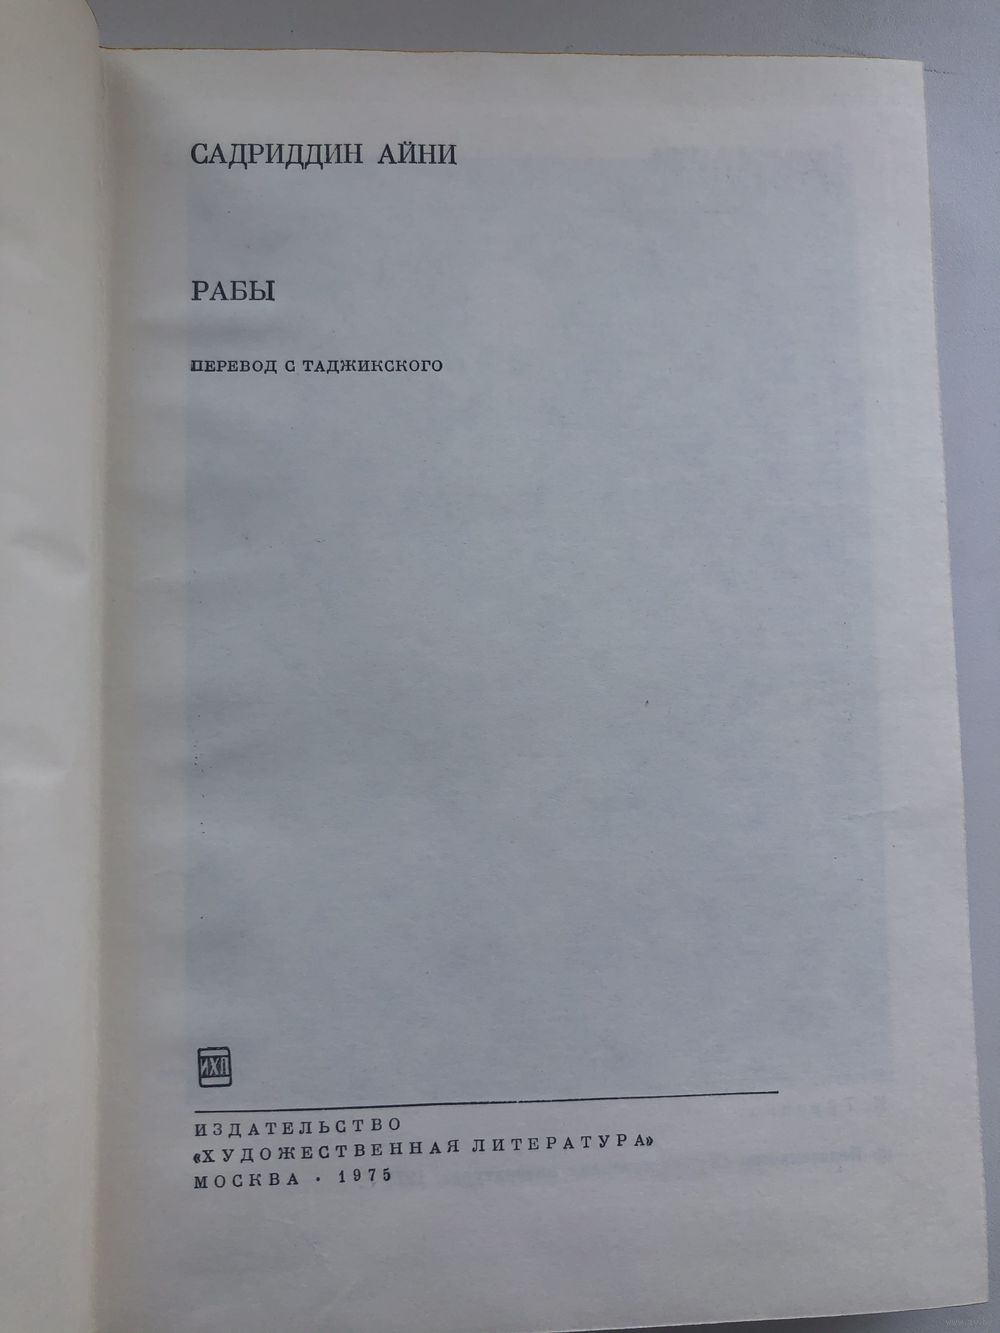 САДРИДДИН АЙНИ
РАБЫ
ПЕРЕВОД С ТАДЖИКСКОГО
ИХЛ
ИЗДАТЕЛЬСТВО
«ХУДОЖЕСТВЕННАЯ ЛИТЕРАТУРА»
МОСКВА · 1975